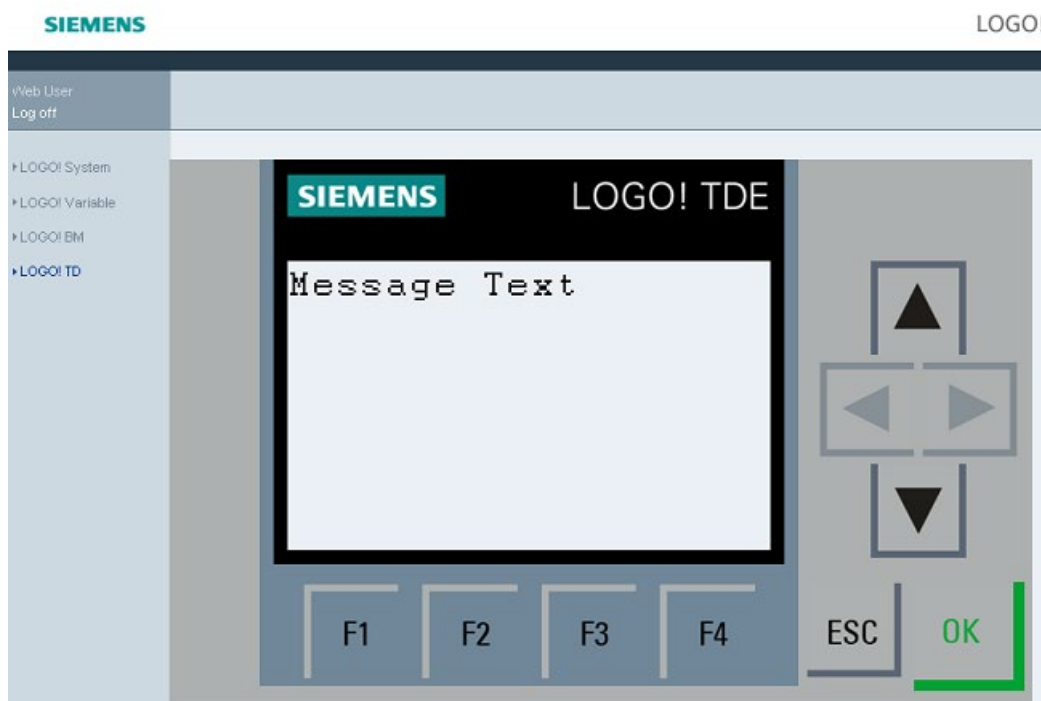 SIEMENS
LOGO!
Web User
Log off
LOGO! System
LOGO! Variable
LOGO! BM
LOGO! TD
SIEMENS LOGO! TDE
Message Text
F1 F2 F3 F4 ESC OK